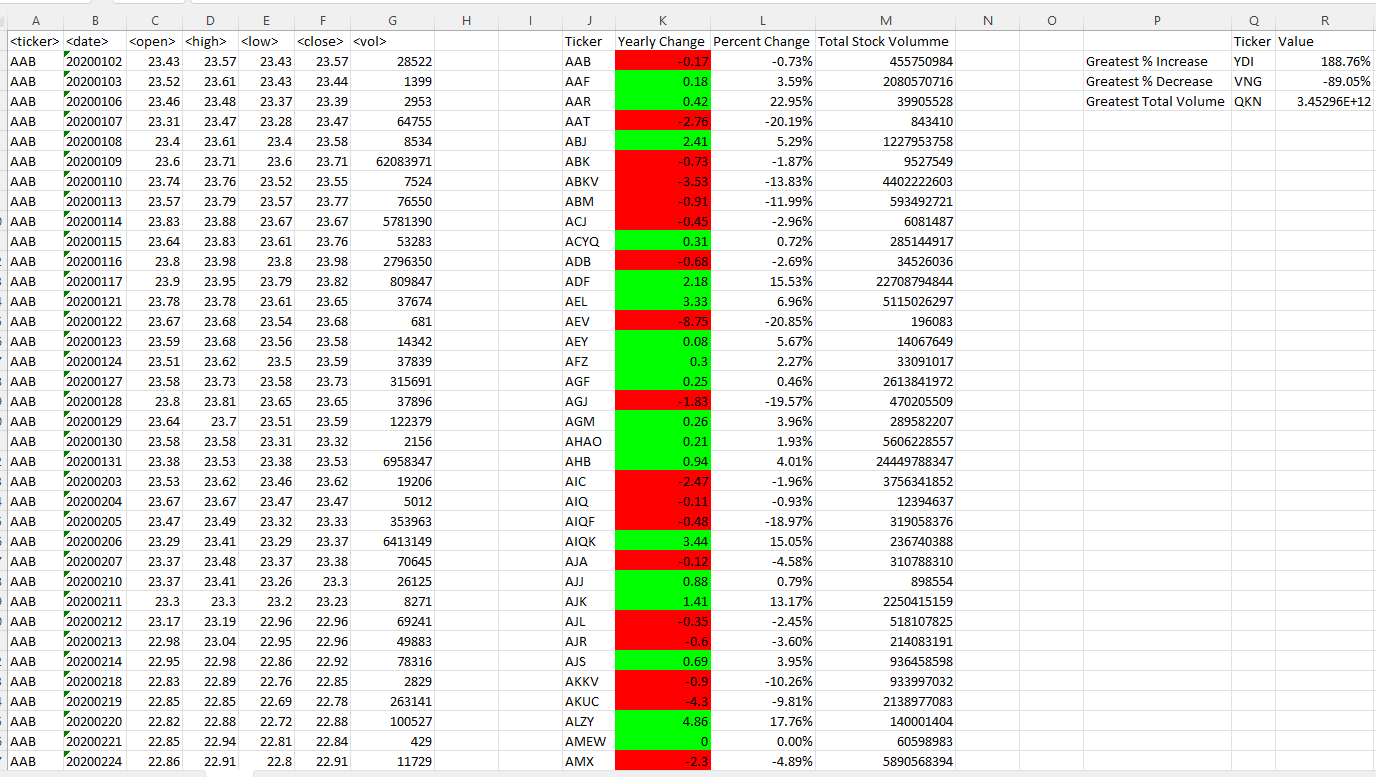 A B C D E F G H I J K L M N O P Q R
<ticker> <date> <open> <high> <low> <close> <vol> Ticker Yearly Change Percent Change Total Stock Volumme Ticker Value
AAB 20200102 23.43 23.57 23.43 23.57 28522 AAB -0.17 -0.73% 455750984 Greatest % Increase YDI 188.76%
AAB 20200103 23.52 23.61 23.43 23.44 1399 AAF 0.18 3.59% 2080570716 Greatest % Decrease VNG -89.05%
AAB 20200106 23.46 23.48 23.37 23.39 2953 AAR 0.42 22.95% 39905528 Greatest Total Volume QKN 3.45296E+12
AAB 20200107 23.31 23.47 23.28 23.47 64755 AAT -2.76 -20.19% 843410
AAB 20200108 23.4 23.61 23.4 23.58 8534 ABJ 2.41 5.29% 1227953758
AAB 20200109 23.6 23.71 23.6 23.71 62083971 ABK -0.73 -1.87% 9527549
AAB 20200110 23.74 23.76 23.52 23.55 7524 ABKV -3.53 -13.83% 4402222603
AAB 20200113 23.57 23.79 23.57 23.77 76550 ABM -0.91 -11.99% 593492721
AAB 20200114 23.83 23.88 23.67 23.67 5781390 ACJ -0.45 -2.96% 6081487
AAB 20200115 23.64 23.83 23.61 23.76 53283 ACYQ 0.31 0.72% 285144917
AAB 20200116 23.8 23.98 23.8 23.98 2796350 ADB -0.68 -2.69% 34526036
AAB 20200117 23.9 23.95 23.79 23.82 809847 ADF 2.18 15.53% 22708794844
AAB 20200121 23.78 23.78 23.61 23.65 37674 AEL 3.33 6.96% 5115026297
AAB 20200122 23.67 23.68 23.54 23.68 681 AEV -8.75 -20.85% 196083
AAB 20200123 23.59 23.68 23.56 23.58 14342 AEY 0.08 5.67% 14067649
AAB 20200124 23.51 23.62 23.5 23.59 37839 AFZ 0.3 2.27% 33091017
AAB 20200127 23.58 23.73 23.58 23.73 315691 AGF 0.25 0.46% 2613841972
AAB 20200128 23.8 23.81 23.65 23.65 37896 AGJ -1.83 -19.57% 470205509
AAB 20200129 23.64 23.7 23.51 23.59 122379 AGM 0.26 3.96% 289582207
AAB 20200130 23.58 23.58 23.31 23.32 2156 AHAO 0.21 1.93% 5606228557
AAB 20200131 23.38 23.53 23.38 23.53 6958347 AHB 0.94 4.01% 24449788347
AAB 20200203 23.53 23.62 23.46 23.62 19206 AIC -2.47 -1.96% 3756341852
AAB 20200204 23.67 23.67 23.47 23.47 5012 AIQ -0.11 -0.93% 12394637
AAB 20200205 23.47 23.49 23.32 23.33 353963 AIQF -0.48 -18.97% 319058376
AAB 20200206 23.29 23.41 23.29 23.37 6413149 AIQK 3.44 15.05% 236740388
AAB 20200207 23.37 23.48 23.37 23.38 70645 AJA -0.12 -4.58% 310788310
AAB 20200210 23.37 23.41 23.26 23.3 26125 AJJ 0.88 0.79% 898554
AAB 20200211 23.3 23.3 23.2 23.23 8271 AJK 1.41 13.17% 2250415159
AAB 20200212 23.17 23.19 22.96 22.96 69241 AJL -0.35 -2.45% 518107825
AAB 20200213 22.98 23.04 22.95 22.96 49883 AJR -0.6 -3.60% 214083191
AAB 20200214 22.95 22.98 22.86 22.92 78316 AJS 0.69 3.95% 936458598
AAB 20200218 22.83 22.89 22.76 22.85 2829 AKKV -0.9 -10.26% 933997032
AAB 20200219 22.85 22.85 22.69 22.78 263141 AKUC -4.3 -9.81% 2138977083
AAB 20200220 22.82 22.88 22.72 22.88 100527 ALZY 4.86 17.76% 140001404
AAB 20200221 22.85 22.94 22.81 22.84 429 AMEW 0 0.00% 60598983
AAB 20200224 22.86 22.91 22.8 22.91 11729 AMX -2.3 -4.89% 5890568394